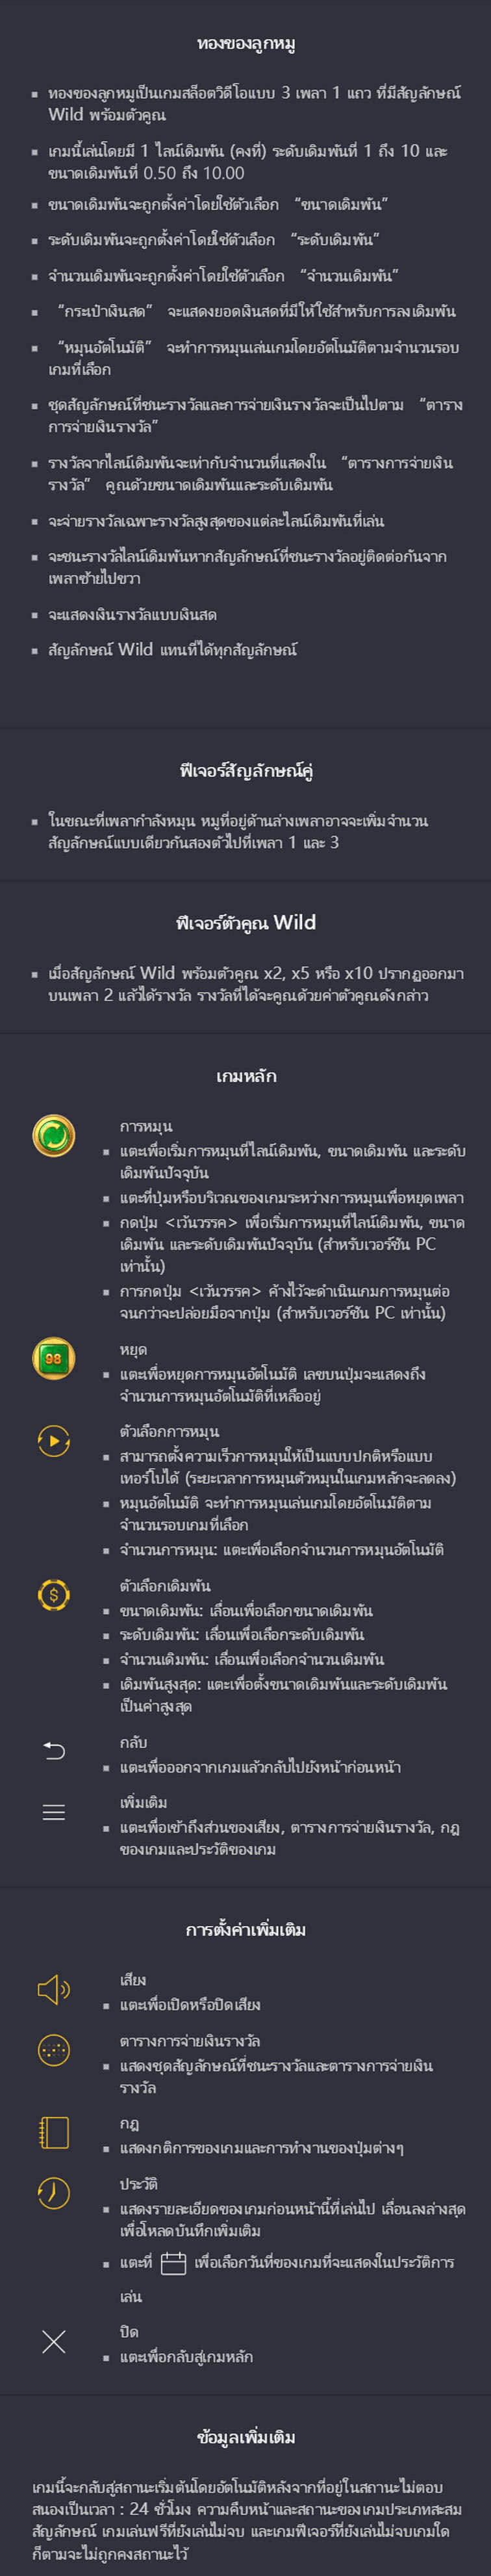 ทองของลูกหมู
▪ ทองของลูกหมูเป็นเกมสล็อตวิดีโอแบบ 3 เพลา 1 แถว ที่มีสัญลักษณ์
Wild พร้อมตัวคูณ
▪ เกมนี้เล่นโดยมี 1 ไลน์เดิมพัน (คงที่) ระดับเดิมพันที่ 1 ถึง 10 และ
ขนาดเดิมพันที่ 0.50 ถึง 10.00
▪ ขนาดเดิมพันจะถูกตั้งค่าโดยใช้ตัวเลือก “ขนาดเดิมพัน”
▪ ระดับเดิมพันจะถูกตั้งค่าโดยใช้ตัวเลือก “ระดับเดิมพัน”
▪ จำนวนเดิมพันจะถูกตั้งค่าโดยใช้ตัวเลือก “จำนวนเดิมพัน”
▪ “กระเป๋าเงินสด” จะแสดงยอดเงินสดที่มีให้ใช้สำหรับการลงเดิมพัน
▪ “หมุนอัตโนมัติ” จะทำการหมุนเล่นเกมโดยอัตโนมัติตามจำนวนรอบ
เกมที่เลือก
▪ ชุดสัญลักษณ์ที่ชนะรางวัลและการจ่ายเงินรางวัลจะเป็นไปตาม “ตาราง
การจ่ายเงินรางวัล”
▪ รางวัลจากไลน์เดิมพันจะเท่ากับจำนวนที่แสดงใน “ตารางการจ่ายเงิน
รางวัล” คูณด้วยขนาดเดิมพันและระดับเดิมพัน
▪ จะจ่ายรางวัลเฉพาะรางวัลสูงสุดของแต่ละไลน์เดิมพันที่เล่น
▪ จะชนะรางวัลไลน์เดิมพันหากสัญลักษณ์ที่ชนะรางวัลอยู่ติดต่อกันจาก
เพลาซ้ายไปขวา
▪ จะแสดงเงินรางวัลแบบเงินสด
▪ สัญลักษณ์ Wild แทนที่ได้ทุกสัญลักษณ์
ฟีเจอร์สัญลักษณ์คู่
▪ ในขณะที่เพลากำลังหมุน หมูที่อยู่ด้านล่างเพลาอาจจะเพิ่มจำนวน
สัญลักษณ์แบบเดียวกันสองตัวไปที่เพลา 1 และ 3
ฟีเจอร์ตัวคูณ Wild
▪ เมื่อสัญลักษณ์ Wild พร้อมตัวคูณ x2, x5 หรือ x10 ปรากฏออกมา
บนเพลา 2 แล้วได้รางวัล รางวัลที่ได้จะคูณด้วยค่าตัวคูณดังกล่าว
เกมหลัก
การหมุน
▪ แตะเพื่อเริ่มการหมุนที่ไลน์เดิมพัน, ขนาดเดิมพัน และระดับ
เดิมพันปัจจุบัน
▪ แตะที่ปุ่มหรือบริเวณของเกมระหว่างการหมุนเพื่อหยุดเพลา
▪ กดปุ่ม <เว้นวรรค> เพื่อเริ่มการหมุนที่ไลน์เดิมพัน, ขนาด
เดิมพัน และระดับเดิมพันปัจจุบัน (สำหรับเวอร์ชัน PC
เท่านั้น)
▪ การกดปุ่ม <เว้นวรรค> ค้างไว้จะดำเนินเกมการหมุนต่อ
จนกว่าจะปล่อยมือจากปุ่ม (สำหรับเวอร์ชัน PC เท่านั้น)
98
หยุด
▪ แตะเพื่อหยุดการหมุนอัตโนมัติ เลขบนปุ่มจะแสดงถึง
จำนวนการหมุนอัตโนมัติที่เหลืออยู่
ตัวเลือกการหมุน
▪ สามารถตั้งความเร็วการหมุนให้เป็นแบบปกติหรือแบบ
เทอร์โบได้ (ระยะเวลาการหมุนตัวหมุนในเกมหลักจะลดลง)
▪ หมุนอัตโนมัติ จะทำการหมุนเล่นเกมโดยอัตโนมัติตาม
จำนวนรอบเกมที่เลือก
▪ จำนวนการหมุน: แตะเพื่อเลือกจำนวนการหมุนอัตโนมัติ
ตัวเลือกเดิมพัน
▪ ขนาดเดิมพัน: เลื่อนเพื่อเลือกขนาดเดิมพัน
▪ ระดับเดิมพัน: เลื่อนเพื่อเลือกระดับเดิมพัน
▪ จำนวนเดิมพัน: เลื่อนเพื่อเลือกจำนวนเดิมพัน
▪ เดิมพันสูงสุด: แตะเพื่อตั้งขนาดเดิมพันและระดับเดิมพัน
เป็นค่าสูงสุด
กลับ
▪ แตะเพื่อออกจากเกมแล้วกลับไปยังหน้าก่อนหน้า
เพิ่มเติม
▪ แตะเพื่อเข้าถึงส่วนของเสียง, ตารางการจ่ายเงินรางวัล, กฎ
ของเกมและประวัติของเกม
การตั้งค่าเพิ่มเติม
เสียง
▪ แตะเพื่อเปิดหรือปิดเสียง
ตารางการจ่ายเงินรางวัล
▪ แสดงชุดสัญลักษณ์ที่ชนะรางวัลและตารางการจ่ายเงิน
รางวัล
กฎ
▪ แสดงกติการของเกมและการทำงานของปุ่มต่างๆ
ประวัติ
▪ แสดงรายละเอียดของเกมก่อนหน้านี้ที่เล่นไป เลื่อนลงล่างสุด
เพื่อโหลดบันทึกเพิ่มเติม
▪ แตะที่ เพื่อเลือกวันที่ของเกมที่จะแสดงในประวัติการ
เล่น
ปิด
▪ แตะเพื่อกลับสู่เกมหลัก
ข้อมูลเพิ่มเติม
เกมนี้จะกลับสู่สถานะเริ่มต้นโดยอัตโนมัติหลังจากที่อยู่ในสถานะไม่ตอบ
สนองเป็นเวลา : 24 ชั่วโมง ความคืบหน้าและสถานะของเกมประเภทสะสม
สัญลักษณ์ เกมเล่นฟรีที่ยังเล่นไม่จบ และเกมฟีเจอร์ที่ยังเล่นไม่จบเกมใด
ก็ตามจะไม่ถูกคงสถานะไว้